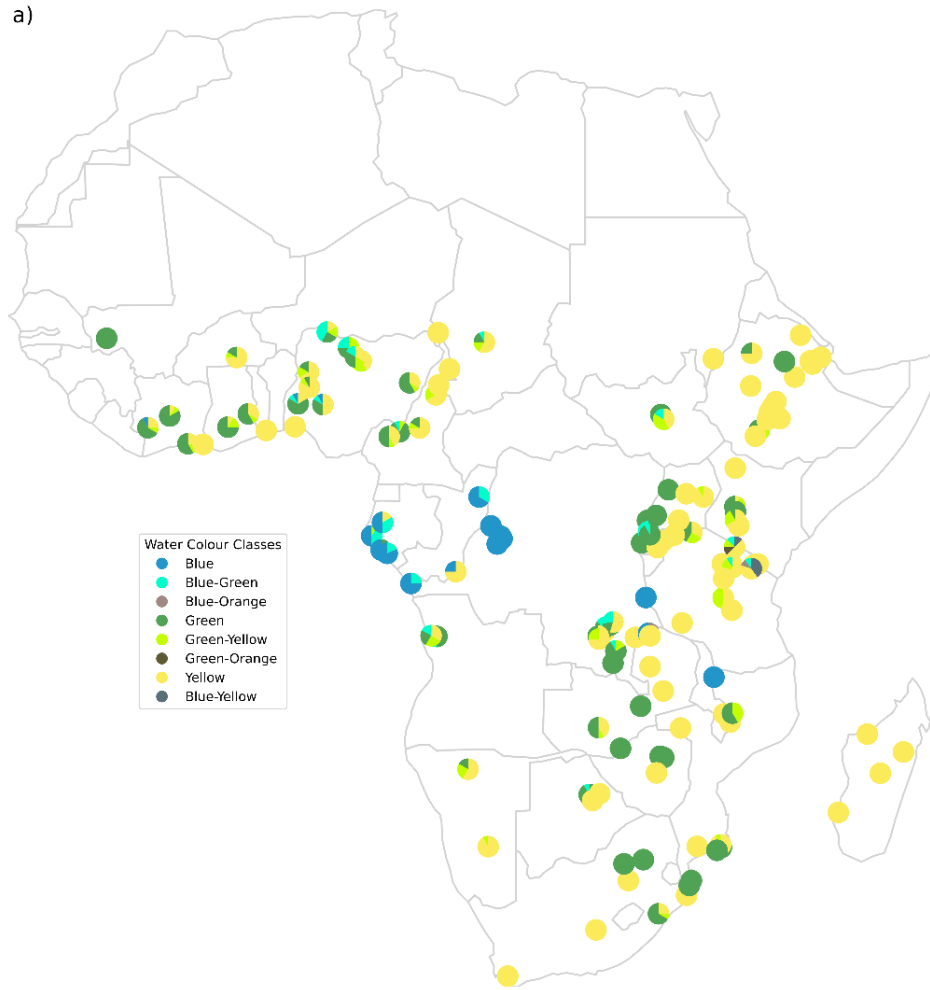 a)
Water Colour Classes
Blue
Blue-Green
Blue-Orange
Green
Green-Yellow
Green-Orange
Yellow
Blue-Yellow